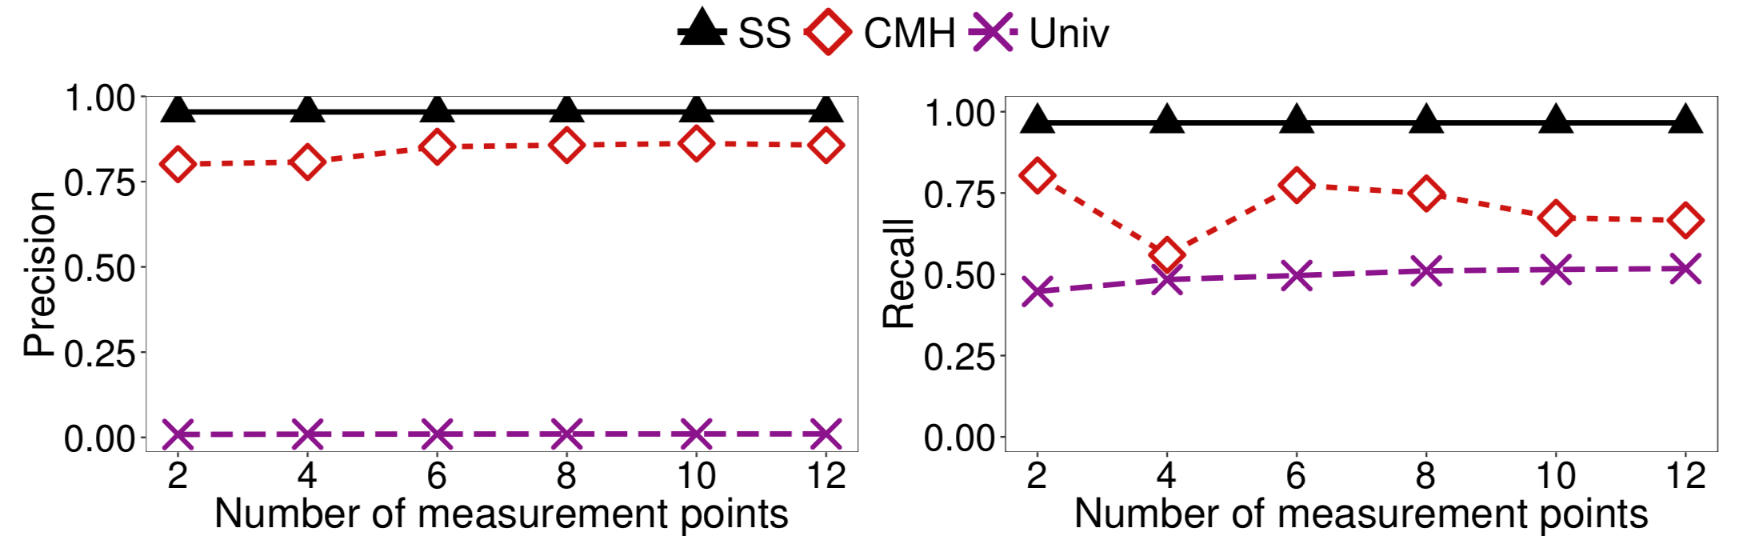 SS CMH Univ
Precision
1.00
0.75
0.50
0.25
0.00
2 4 6 8 10 12
Number of measurement points
Recall
1.00
0.75
0.50
0.25
0.00
2 4 6 8 10 12
Number of measurement points